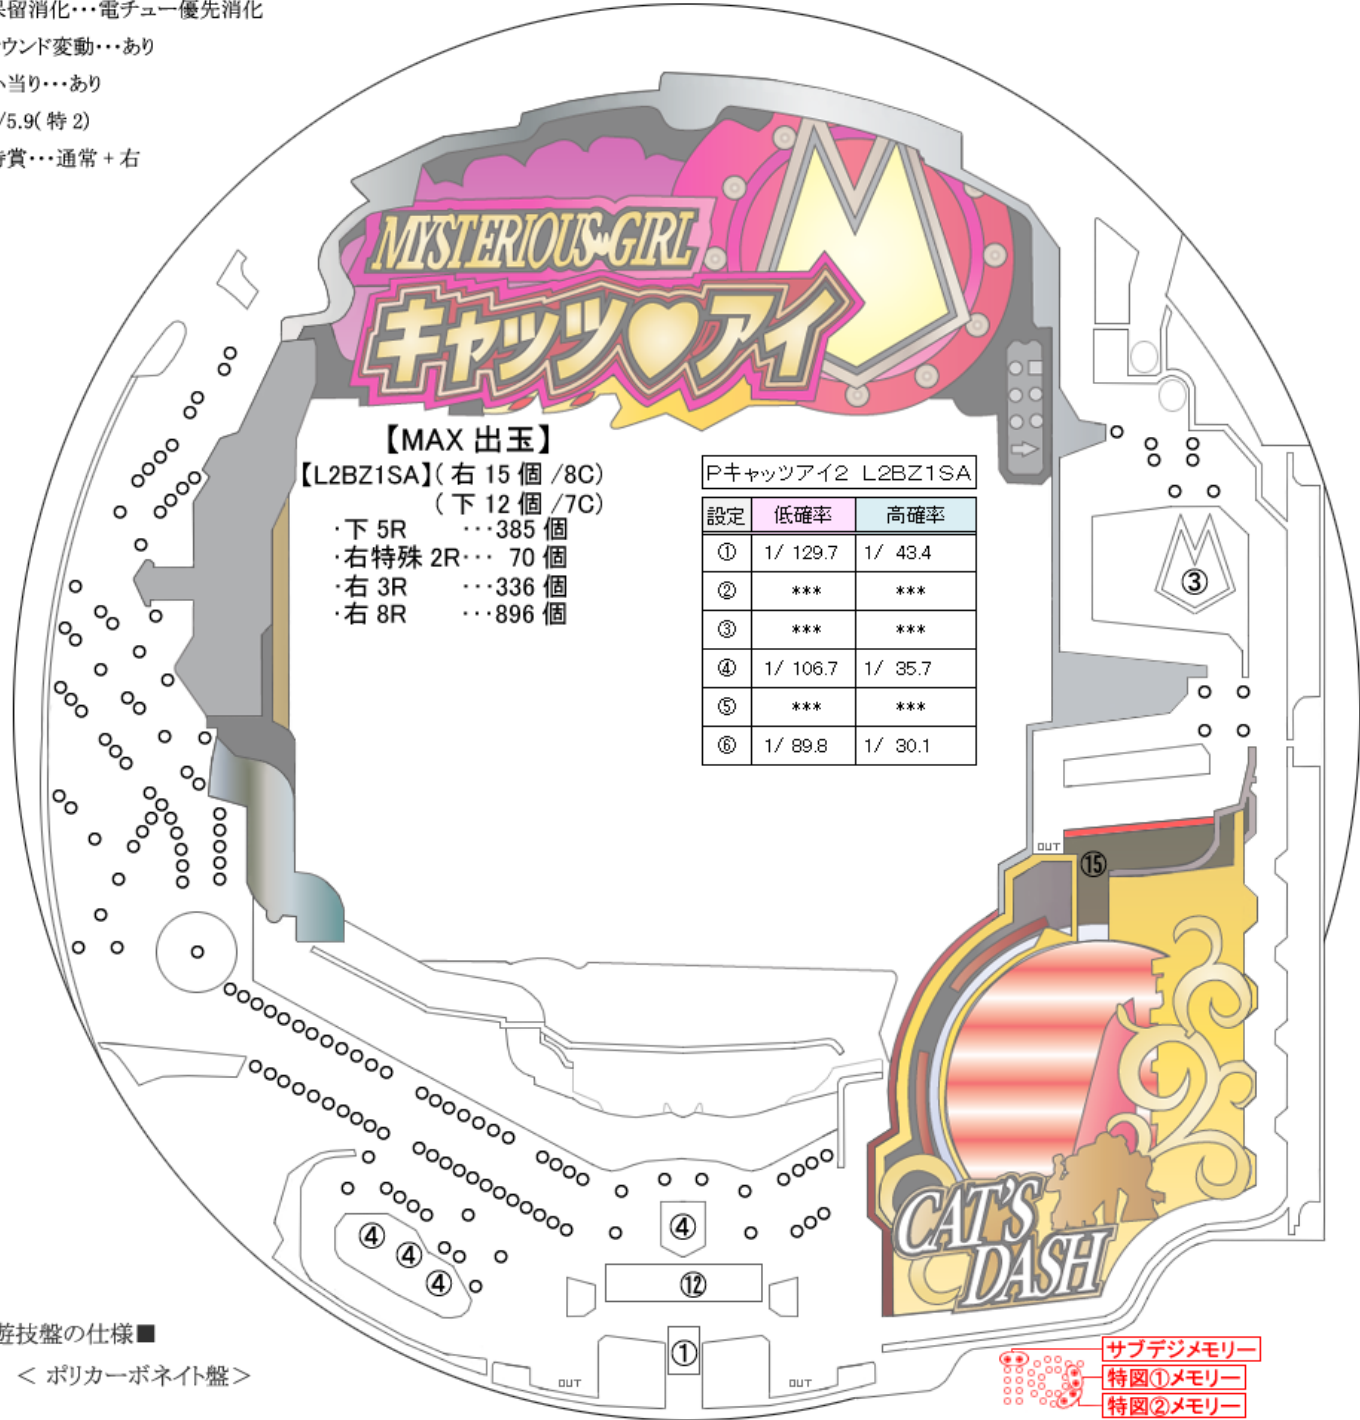 留消化・・・電チュー優先消化
ウンド変動・・・あり
当り・・・あり
/5.9( 特 2)
賞・・・通常 + 右
MYSTERIOUS GIRL
キャッツ♥アイ
M
【MAX 出玉】
【L2BZ1SA】( 右 15 個 /8C)
( 下 12 個 /7C)
・下 5R ・・・385 個
・右特殊 2R・・・ 70 個
・右 3R ・・・336 個
・右 8R ・・・896 個
Pキャッツアイ2 L2BZ1SA
設定 低確率 高確率
① 1/ 129.7 1/ 43.4
② *** ***
③ *** ***
④ 1/ 106.7 1/ 35.7
⑤ *** ***
⑥ 1/ 89.8 1/ 30.1
③
OUT
⑮
CAT'S
DASH
④
④
④
④
⑫
①
OUT
OUT
遊技盤の仕様■
＜ ポリカーボネイト盤＞
サブデジメモリー
特図①メモリー
特図②メモリー